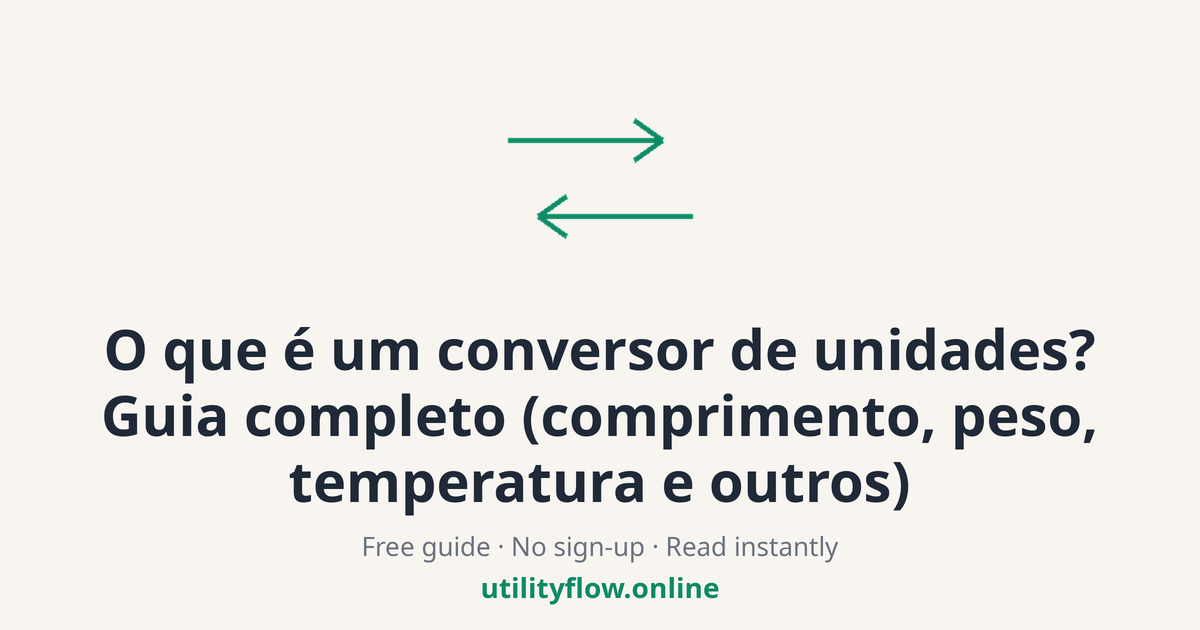 O que é um conversor de unidades?
Guia completo (comprimento, peso,
temperatura e outros)
Free guide · No sign-up · Read instantly
utilityflow.online